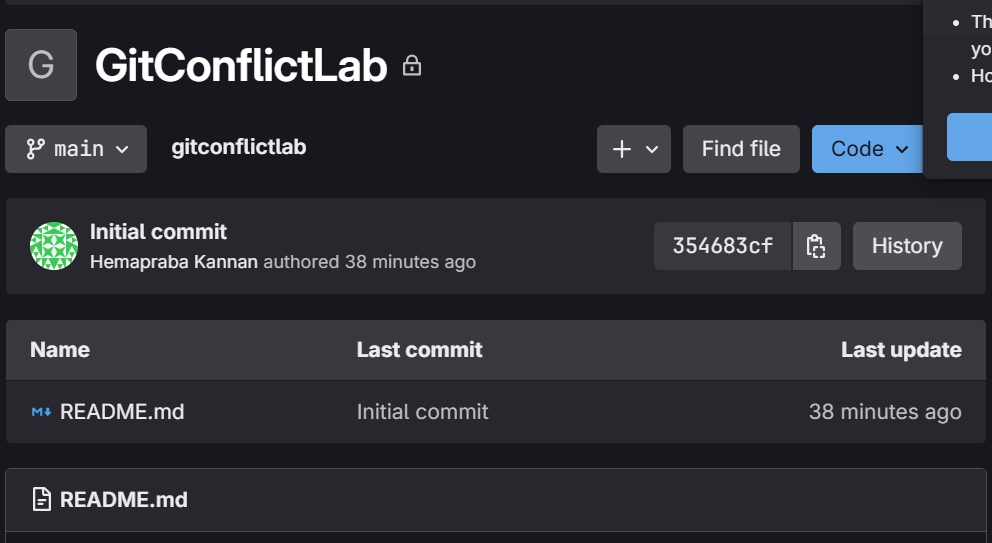 G GitConflictLab
main gitconflictlab Find file Code
Initial commit
Hemapraba Kannan authored 38 minutes ago
354683cf History
Name Last commit Last update
README.md Initial commit 38 minutes ago
README.md